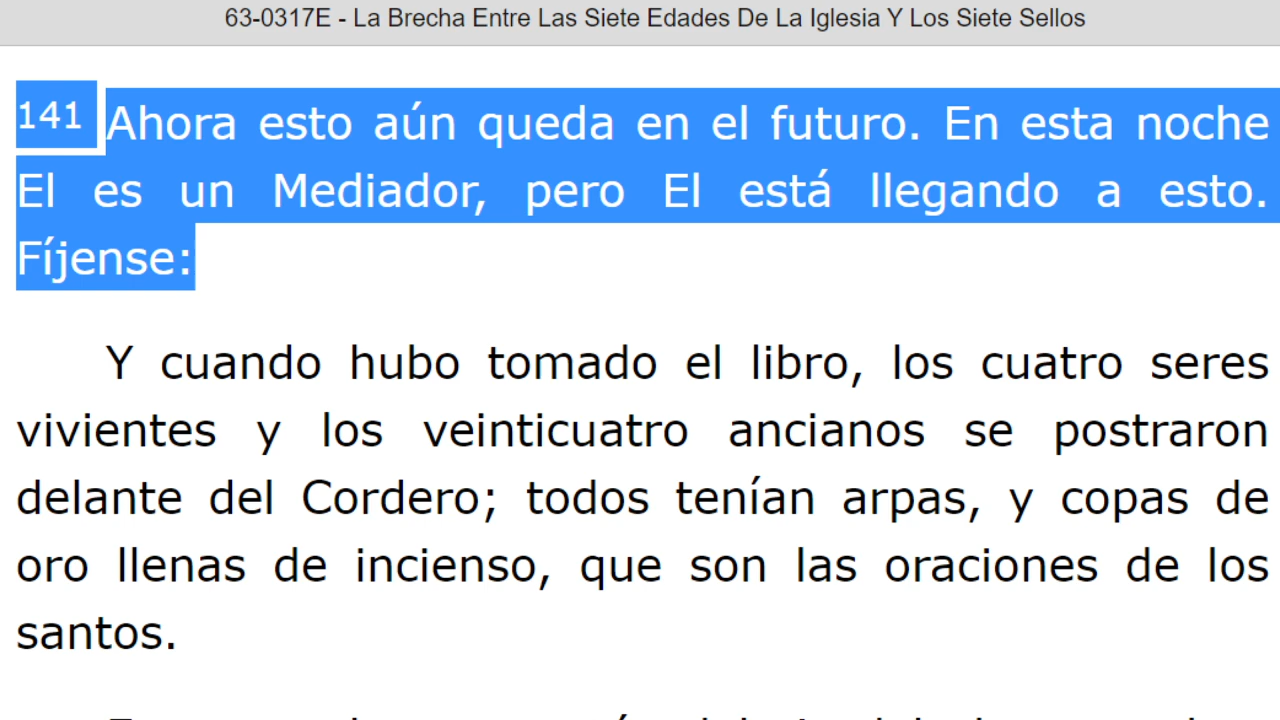 63-0317E - La Brecha Entre Las Siete Edades De La Iglesia Y Los Siete Sellos
141 Ahora esto aún queda en el futuro. En esta noche
El es un Mediador, pero El está llegando a esto.
Fíjense:
Y cuando hubo tomado el libro, los cuatro seres
vivientes y los veinticuatro ancianos se postraron
delante del Cordero; todos tenían arpas, y copas de
oro llenas de incienso, que son las oraciones de los
santos.